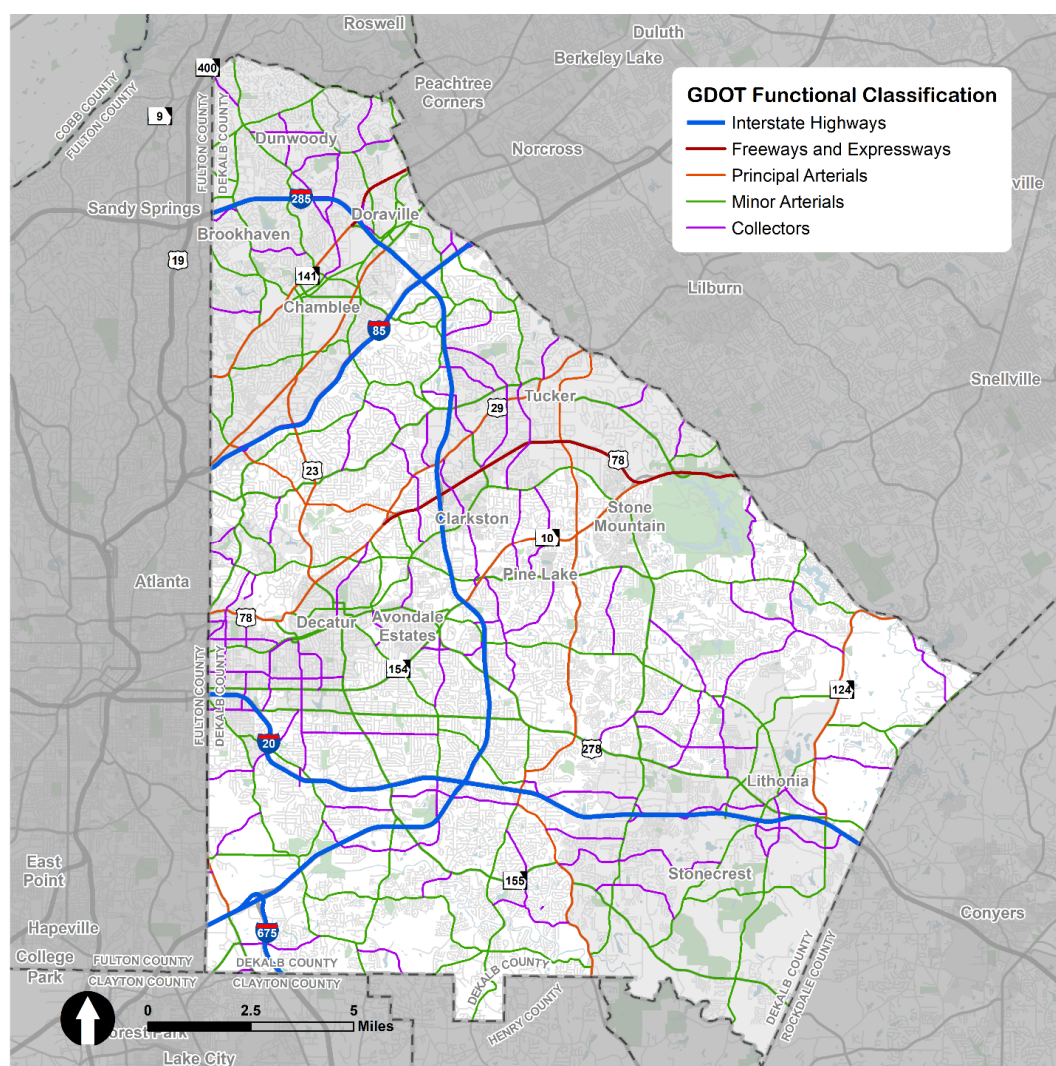 Roswell
Duluth
Berkeley Lake
400
Peachtree
Corners
COBB COUNTY
FULTON COUNTY
9
FULTON COUNTY
DEKALB COUNTY
Dunwoody
Norcross
GDOT Functional Classification
Interstate Highways
Freeways and Expressways
Principal Arterials
Minor Arterials
Collectors
ville
285
Sandy Springs
Doraville
Brookhaven
19
141
Chamblee
85
Lilburn
Snellville
Tucker
29
23
78
Clarkston
Stone
Mountain
10
Atlanta
Pine Lake
78
Decatur
Avondale
Estates
154
FULTON COUNTY
DEKALB COUNTY
124
20
278
Lithonia
East
Point
155
Stonecrest
Conyers
Hapeville
675
College
Park
FULTON COUNTY
CLAYTON COUNTY
DEKALB COUNTY
CLAYTON COUNTY
DEKALB COUNTY
HENRY COUNTY
DEKALB COUNTY
ROCKDALE COUNTY
0
2.5
5
Miles
orest Park
Lake City